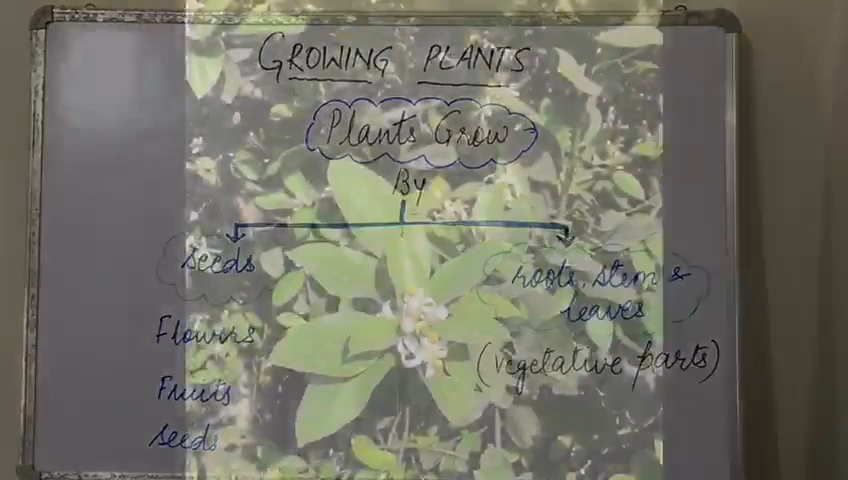 GROWING PLANTS
Plants Grow
By
seeds
roots, stem &
leaves
Flowers
(vegetative parts)
Fruits
seeds